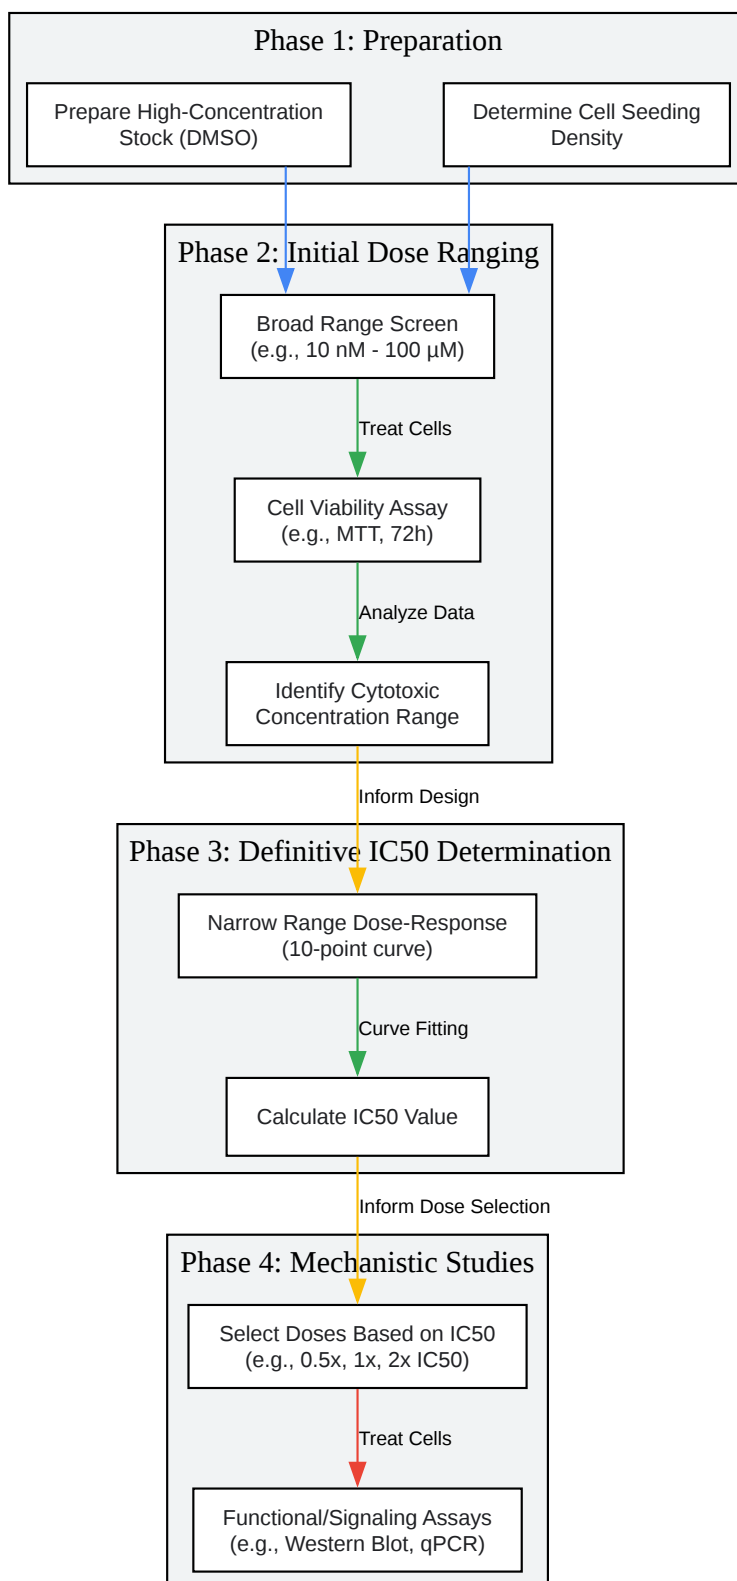 Phase 1: Preparation
Prepare High-Concentration
Stock (DMSO)
Determine Cell Seeding
Density
Phase 2: Initial Dose Ranging
Broad Range Screen
(e.g., 10 nM - 100 µM)
Treat Cells
Cell Viability Assay
(e.g., MTT, 72h)
Analyze Data
Identify Cytotoxic
Concentration Range
Inform Design
Phase 3: Definitive IC50 Determination
Narrow Range Dose-Response
(10-point curve)
Curve Fitting
Calculate IC50 Value
Inform Dose Selection
Phase 4: Mechanistic Studies
Select Doses Based on IC50
(e.g., 0.5x, 1x, 2x IC50)
Treat Cells
Functional/Signaling Assays
(e.g., Western Blot, qPCR)